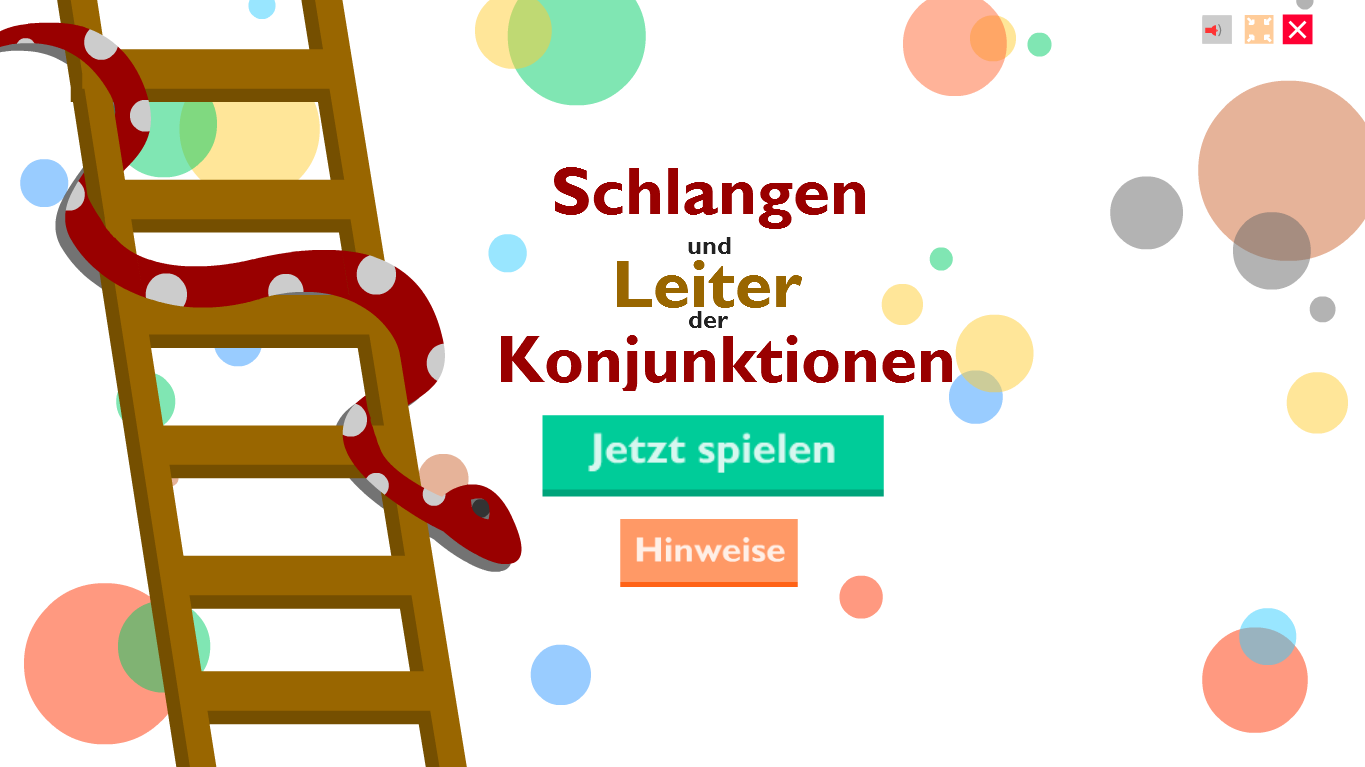 Schlangen
und
Leiter
der
Konjunktionen
Jetzt spielen
Hinweise